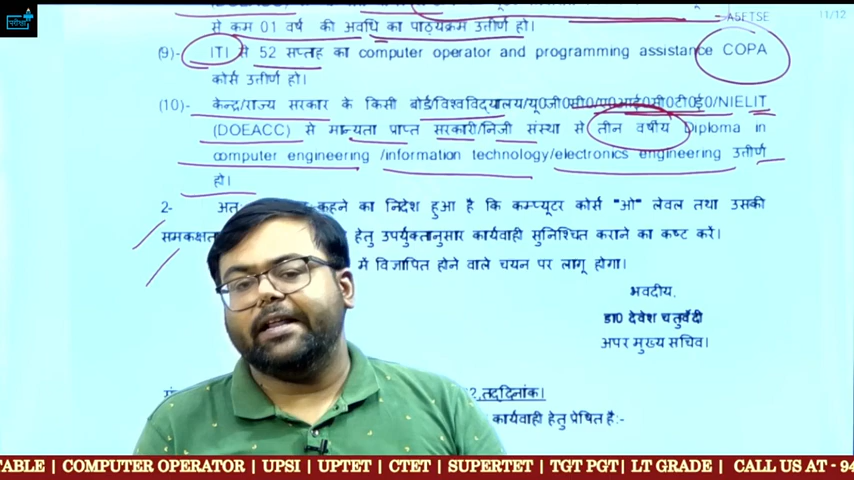 परीक्षा
ASETSE
11/12
से कम 01 वर्ष की अवधि का पाठ्यक्रम उत्तीर्ण हो।
(9)- ITI से 52 सप्ताह का computer operator and programming assistance COPA
कोर्स उत्तीर्ण हो।
(10)- केन्द्र/राज्य सरकार के किसी बोर्ड/विश्वविद्यालय/यू0जी0सी0/ए0आई0सी0टी0ई0/NIELIT
(DOEACC) से मान्यता प्राप्त सरकारी/निजी संस्था से तीन वर्षीय Diploma in
computer engineering /information technology/electronics engineering उत्तीर्ण
हो।
2- अतः कहने का निदेश हुआ है कि कम्प्यूटर कोर्स "ओ" लेवल तथा उसकी
समकक्षता हेतु उपर्युक्तानुसार कार्यवाही सुनिश्चित कराने का कष्ट करें।
में विज्ञापित होने वाले चयन पर लागू होगा।
भवदीय,
डा0 देवेश चतुर्वेदी
अपर मुख्य सचिव।
तद्दिनांक।
कार्यवाही हेतु प्रेषित है:-
TABLE | COMPUTER OPERATOR | UPSI | UPTET | CTET | SUPERTET | TGT PGT| LT GRADE | CALL US AT - 94